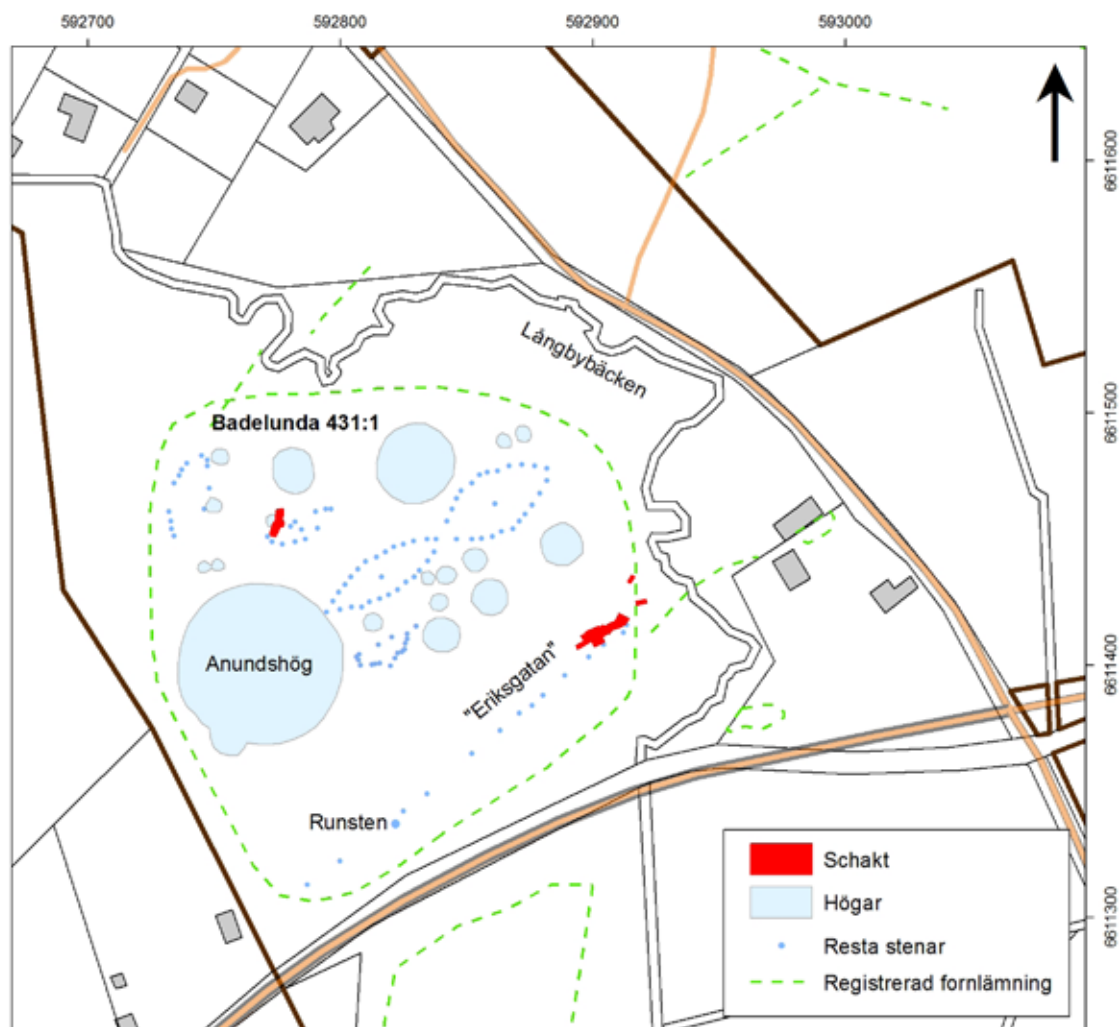 592700
592800
592900
593000
6611600
Långbybäcken
6611500
Badelunda 431:1
Anundshög
"Eriksgatan"
6611400
Runsten
Schakt
Högar
6611300
Resta stenar
Registrerad fornlämning